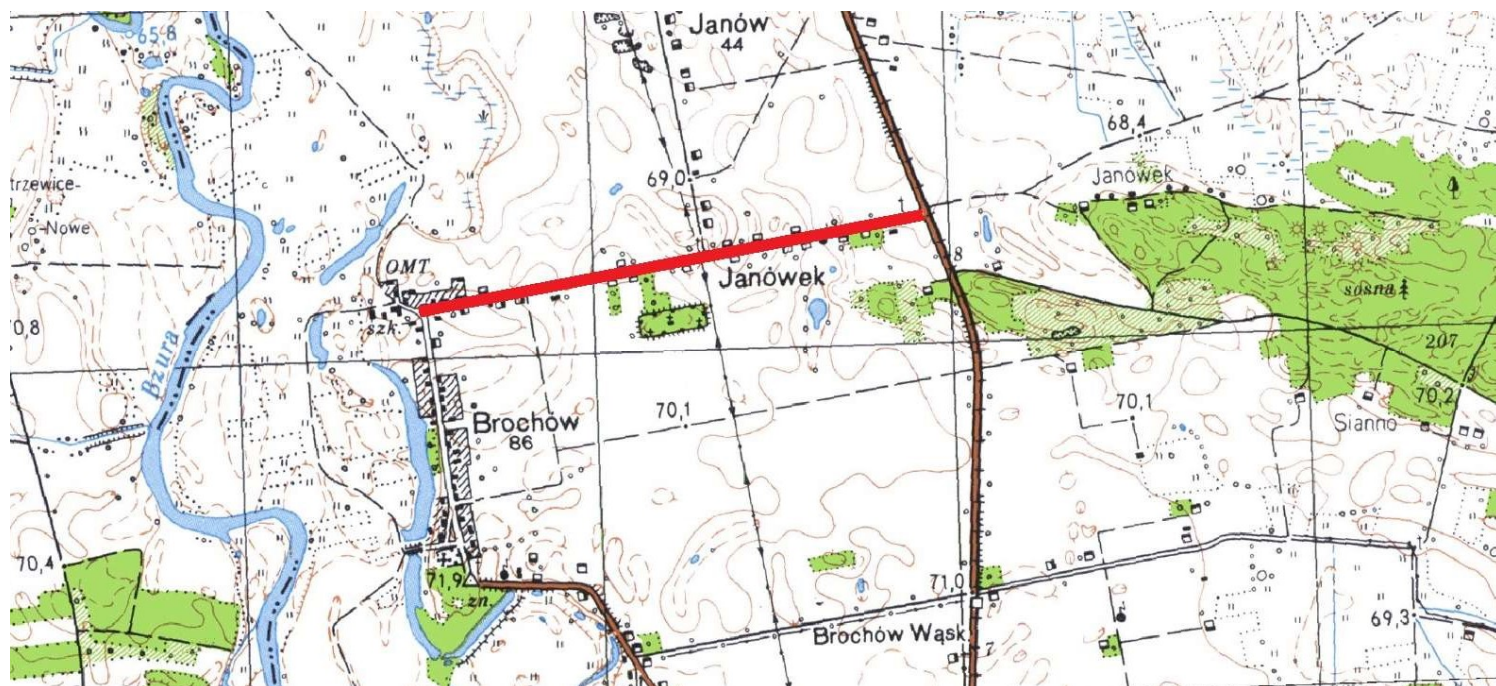 65,8
Janów
44
68,4
69,0
trzewice-
Nowe
Janówek
OMT
szk.
Janówek
8
sosna
70,8
Bzura
207
Brochów
86
70,1
70,1
70,2
Sianno
70,4
71,9
zn.
71,0
Brochów Wąsk.
7
69,3